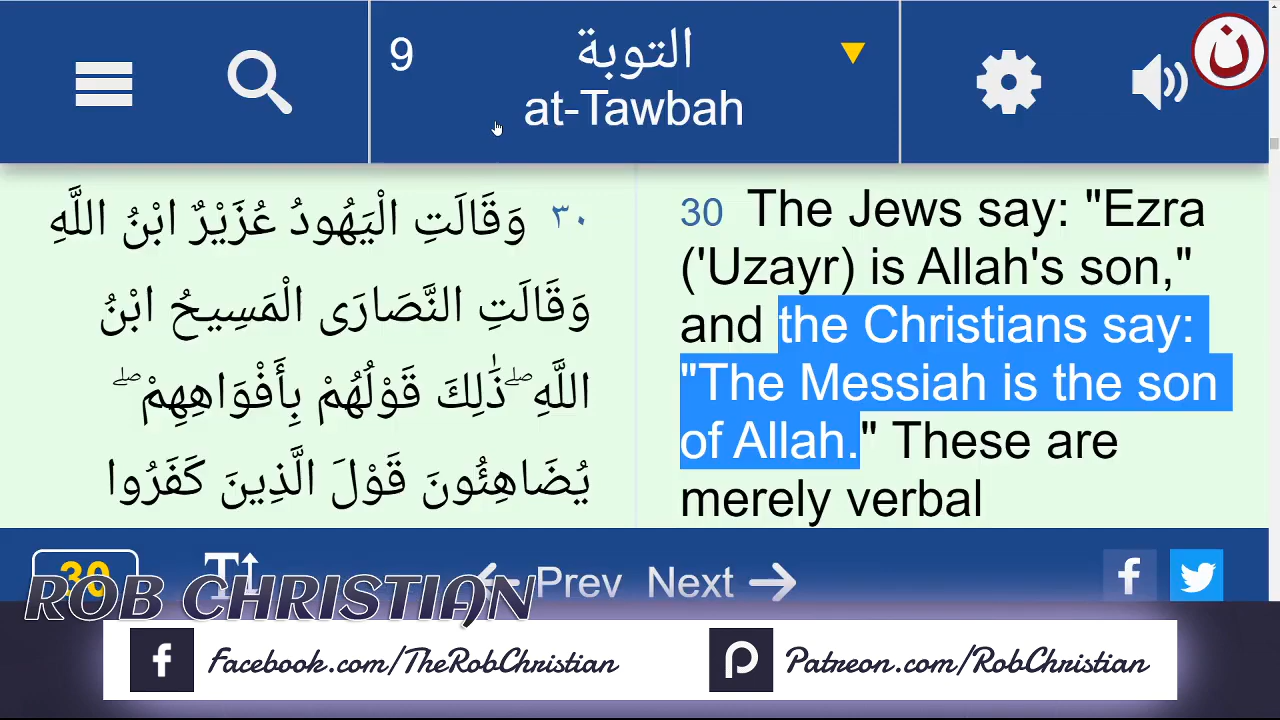 9
التوبة
at-Tawbah
ن
٣٠ وَقَالَتِ الْيَهُودُ عُزَيْرٌ ابْنُ اللَّهِ
وَقَالَتِ النَّصَارَى الْمَسِيحُ ابْنُ
اللَّهِ ۖ ذَٰلِكَ قَوْلُهُمْ بِأَفْوَاهِهِمْ ۖ
يُضَاهِئُونَ قَوْلَ الَّذِينَ كَفَرُوا
30 The Jews say: "Ezra
('Uzayr) is Allah's son,"
and the Christians say:
"The Messiah is the son
of Allah." These are
merely verbal
30
T
Prev Next
f
ROB CHRISTIAN
f Facebook.com/TheRobChristian
Patreon.com/RobChristian